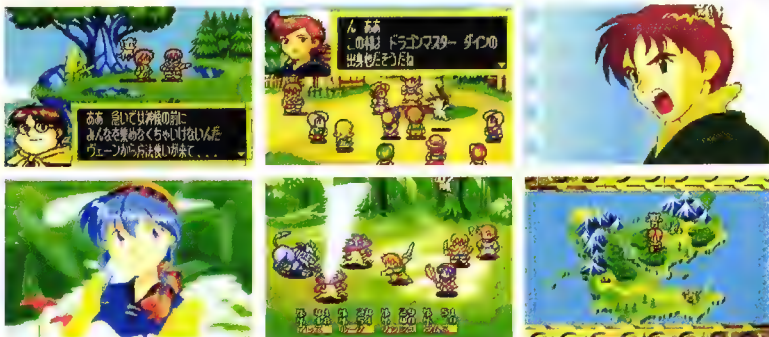 ああ 急いで女神様の前に
みんなを集めなくちゃいけないんだ
ヴェーンから魔法使いが来て...
ん ああ
この村は ドラゴンマスター ダインの
出身地だそうだね